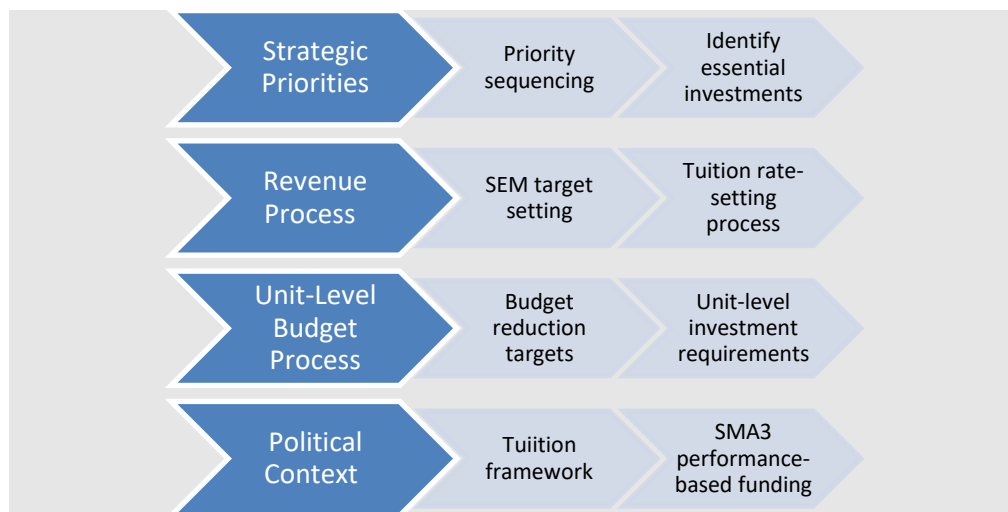 Strategic
Priorities
Priority
sequencing
Identify
essential
investments
Revenue
Process
SEM target
setting
Tuition rate-
setting
process
Unit-Level
Budget
Process
Budget
reduction
targets
Unit-level
investment
requirements
Political
Context
Tuiition
framework
SMA3
performance-
based funding